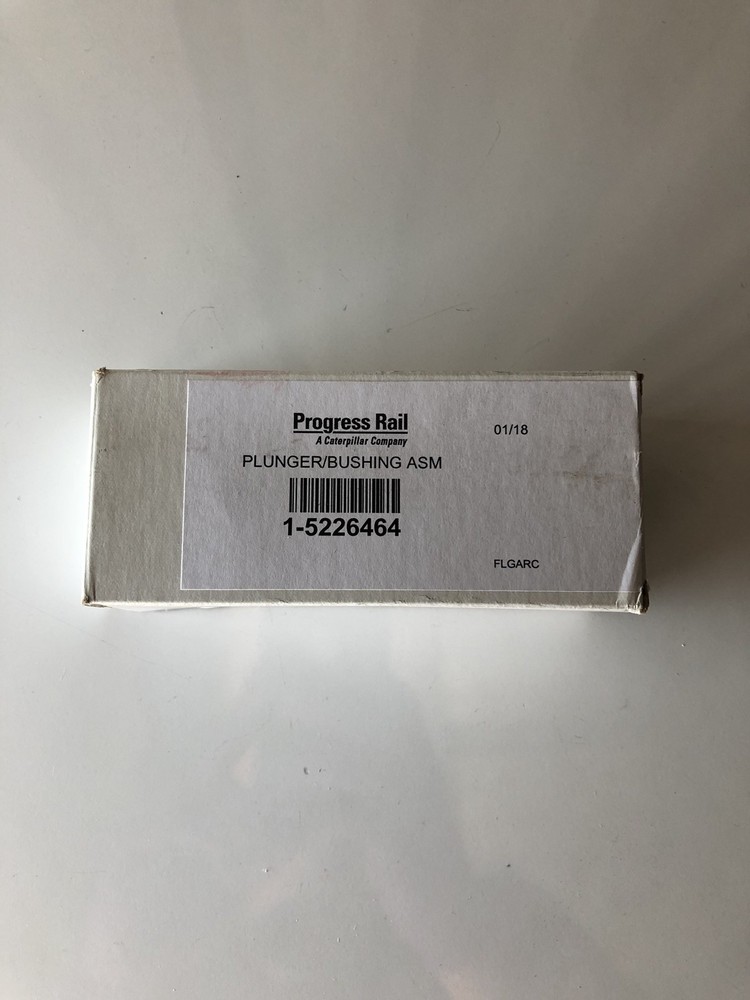 Progress Rail
A Caterpillar Company
01/18
PLUNGER/BUSHING ASM
1-5226464
FLGARC